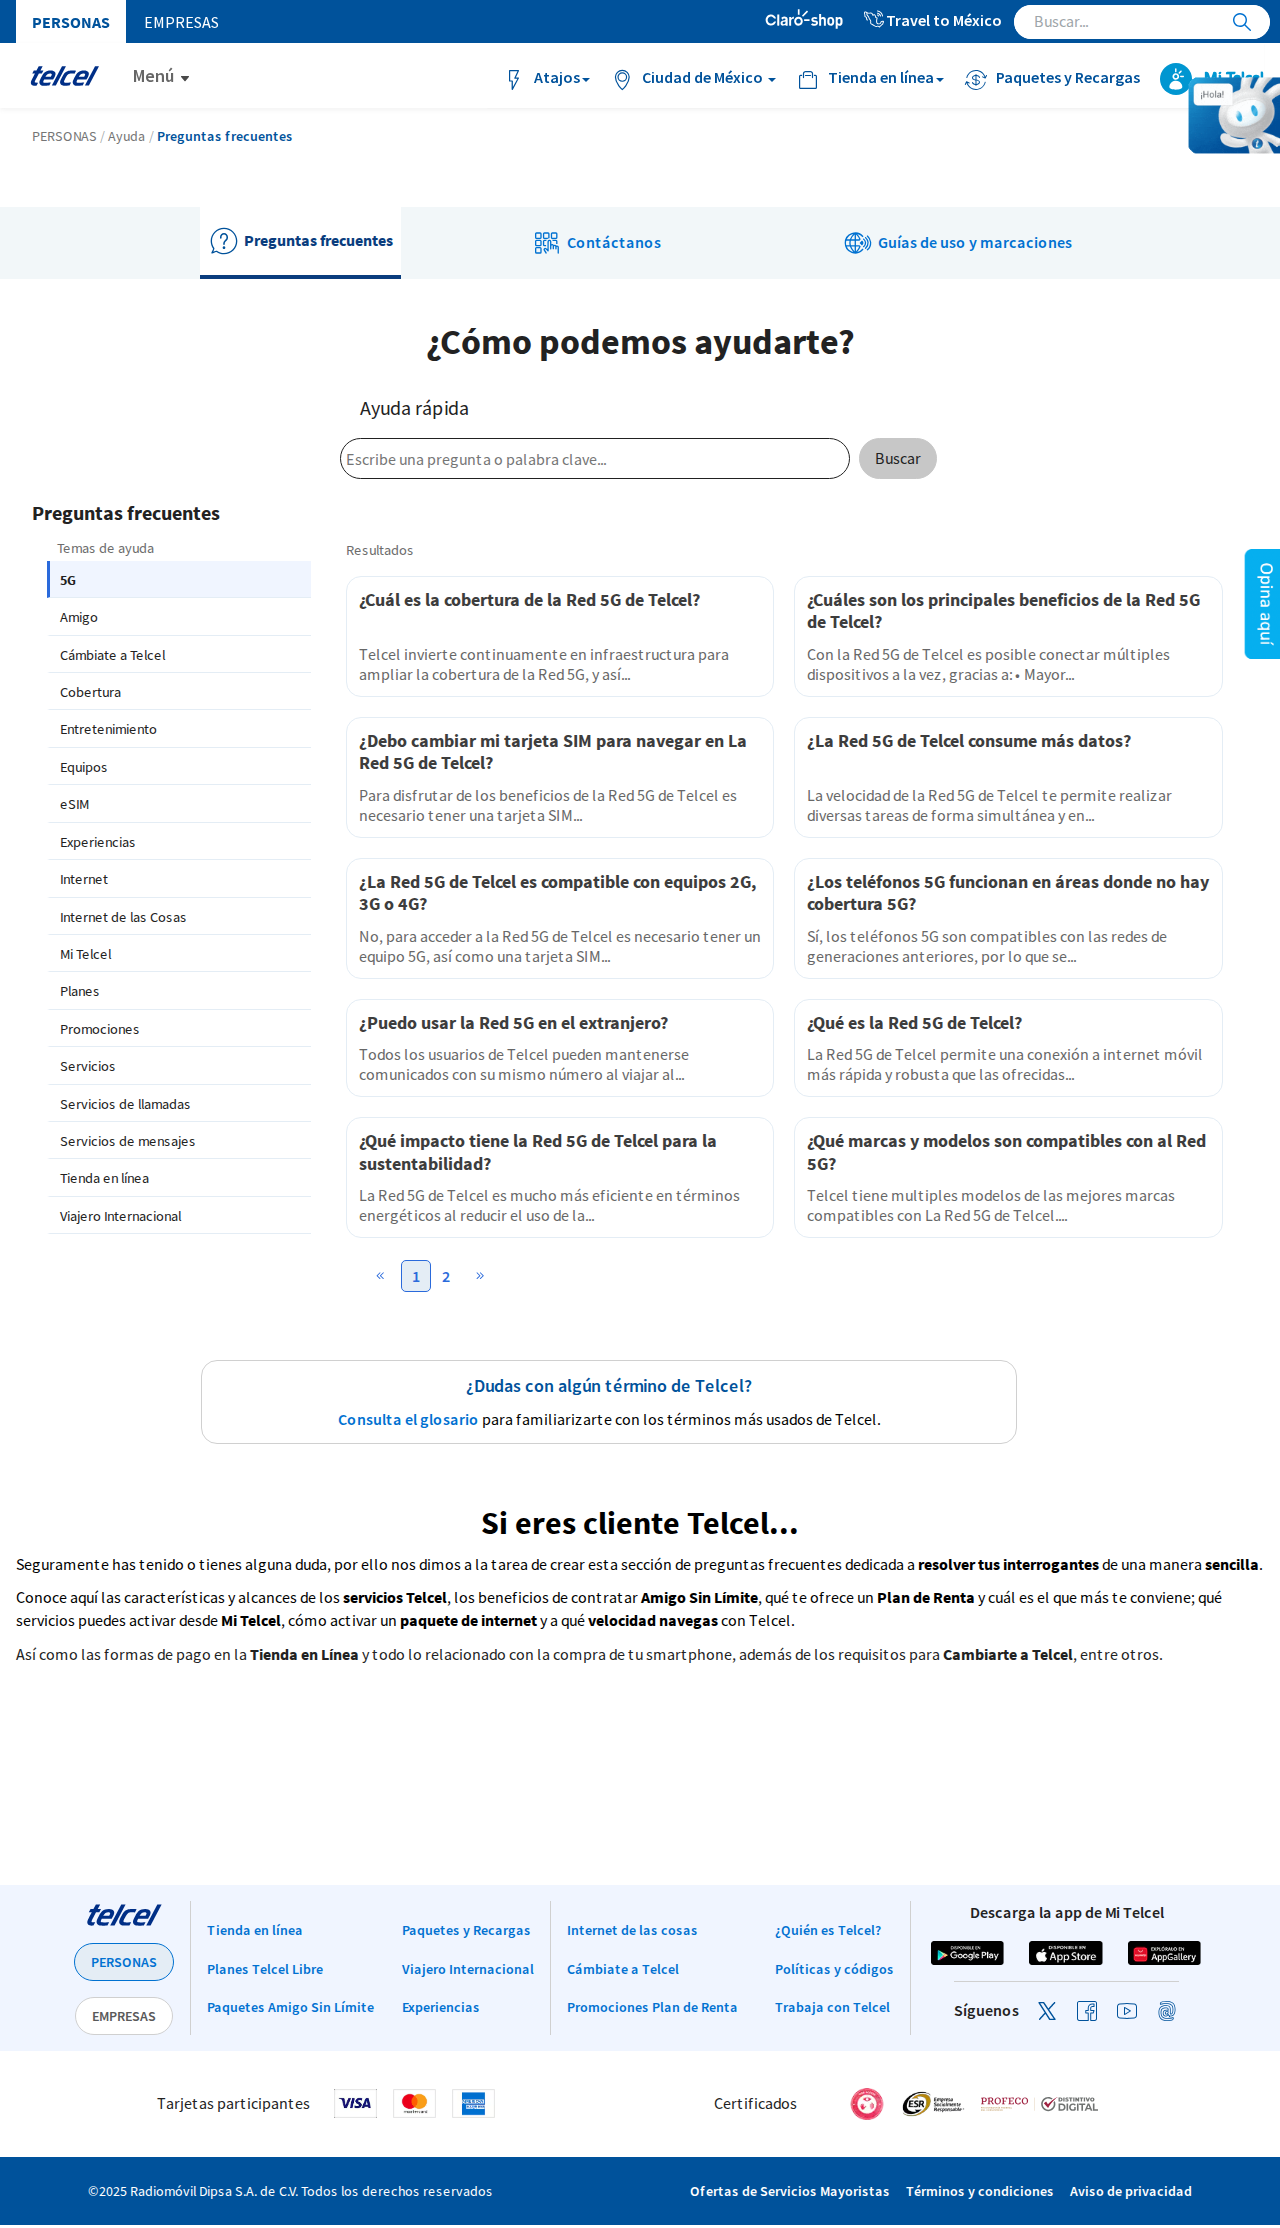 PERSONAS EMPRESAS Claro-shop Travel to México Buscar...
telcel Menú Atajos Ciudad de México Tienda en línea Paquetes y Recargas Mi Telcel
¡Hola!
PERSONAS / Ayuda / Preguntas frecuentes
Preguntas frecuentes Contáctanos Guías de uso y marcaciones
¿Cómo podemos ayudarte?
Ayuda rápida
Escribe una pregunta o palabra clave... Buscar
Preguntas frecuentes
Temas de ayuda
5G
Amigo
Cámbiate a Telcel
Cobertura
Entretenimiento
Equipos
eSIM
Experiencias
Internet
Internet de las Cosas
Mi Telcel
Planes
Promociones
Servicios
Servicios de llamadas
Servicios de mensajes
Tienda en línea
Viajero Internacional
Resultados
¿Cuál es la cobertura de la Red 5G de Telcel?
Telcel invierte continuamente en infraestructura para
ampliar la cobertura de la Red 5G, y así...
¿Cuáles son los principales beneficios de la Red 5G
de Telcel?
Con la Red 5G de Telcel es posible conectar múltiples
dispositivos a la vez, gracias a: • Mayor...
¿Debo cambiar mi tarjeta SIM para navegar en La
Red 5G de Telcel?
Para disfrutar de los beneficios de la Red 5G de Telcel es
necesario tener una tarjeta SIM...
¿La Red 5G de Telcel consume más datos?
La velocidad de la Red 5G de Telcel te permite realizar
diversas tareas de forma simultánea y en...
¿La Red 5G de Telcel es compatible con equipos 2G,
3G o 4G?
No, para acceder a la Red 5G de Telcel es necesario tener un
equipo 5G, así como una tarjeta SIM...
¿Los teléfonos 5G funcionan en áreas donde no hay
cobertura 5G?
Sí, los teléfonos 5G son compatibles con las redes de
generaciones anteriores, por lo que se...
¿Puedo usar la Red 5G en el extranjero?
Todos los usuarios de Telcel pueden mantenerse
comunicados con su mismo número al viajar al...
¿Qué es la Red 5G de Telcel?
La Red 5G de Telcel permite una conexión a internet móvil
más rápida y robusta que las ofrecidas...
¿Qué impacto tiene la Red 5G de Telcel para la
sustentabilidad?
La Red 5G de Telcel es mucho más eficiente en términos
energéticos al reducir el uso de la...
¿Qué marcas y modelos son compatibles con al Red
5G?
Telcel tiene multiples modelos de las mejores marcas
compatibles con La Red 5G de Telcel....
« 1 2 »
Opina aquí
¿Dudas con algún término de Telcel?
Consulta el glosario para familiarizarte con los términos más usados de Telcel.
Si eres cliente Telcel...
Seguramente has tenido o tienes alguna duda, por ello nos dimos a la tarea de crear esta sección de preguntas frecuentes dedicada a resolver tus interrogantes de una manera sencilla.
Conoce aquí las características y alcances de los servicios Telcel, los beneficios de contratar Amigo Sin Límite, qué te ofrece un Plan de Renta y cuál es el que más te conviene; qué
servicios puedes activar desde Mi Telcel, cómo activar un paquete de internet y a qué velocidad navegas con Telcel.
Así como las formas de pago en la Tienda en Línea y todo lo relacionado con la compra de tu smartphone, además de los requisitos para Cambiarte a Telcel, entre otros.
telcel
PERSONAS
EMPRESAS
Tienda en línea
Planes Telcel Libre
Paquetes Amigo Sin Límite
Paquetes y Recargas
Viajero Internacional
Experiencias
Internet de las cosas
Cámbiate a Telcel
Promociones Plan de Renta
¿Quién es Telcel?
Políticas y códigos
Trabaja con Telcel
Descarga la app de Mi Telcel
DISPONIBLE EN Google Play
DISPONIBLE EN App Store
EXPLÓRALO EN AppGallery
Síguenos
Tarjetas participantes VISA
Certificados ESR Empresa Socialmente Responsable PROFECO DISTINTIVO DIGITAL
©2025 Radiomóvil Dipsa S.A. de C.V. Todos los derechos reservados
Ofertas de Servicios Mayoristas Términos y condiciones Aviso de privacidad